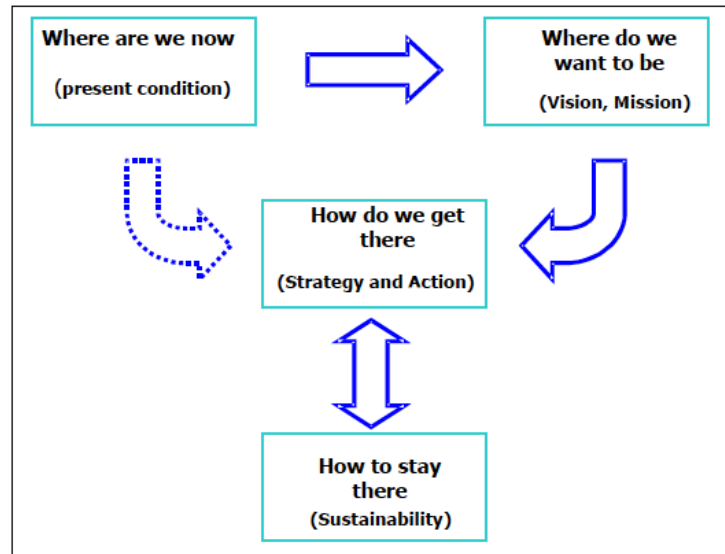 Where are we now
(present condition)
Where do we
want to be
(Vision, Mission)
How do we get
there
(Strategy and Action)
How to stay
there
(Sustainability)